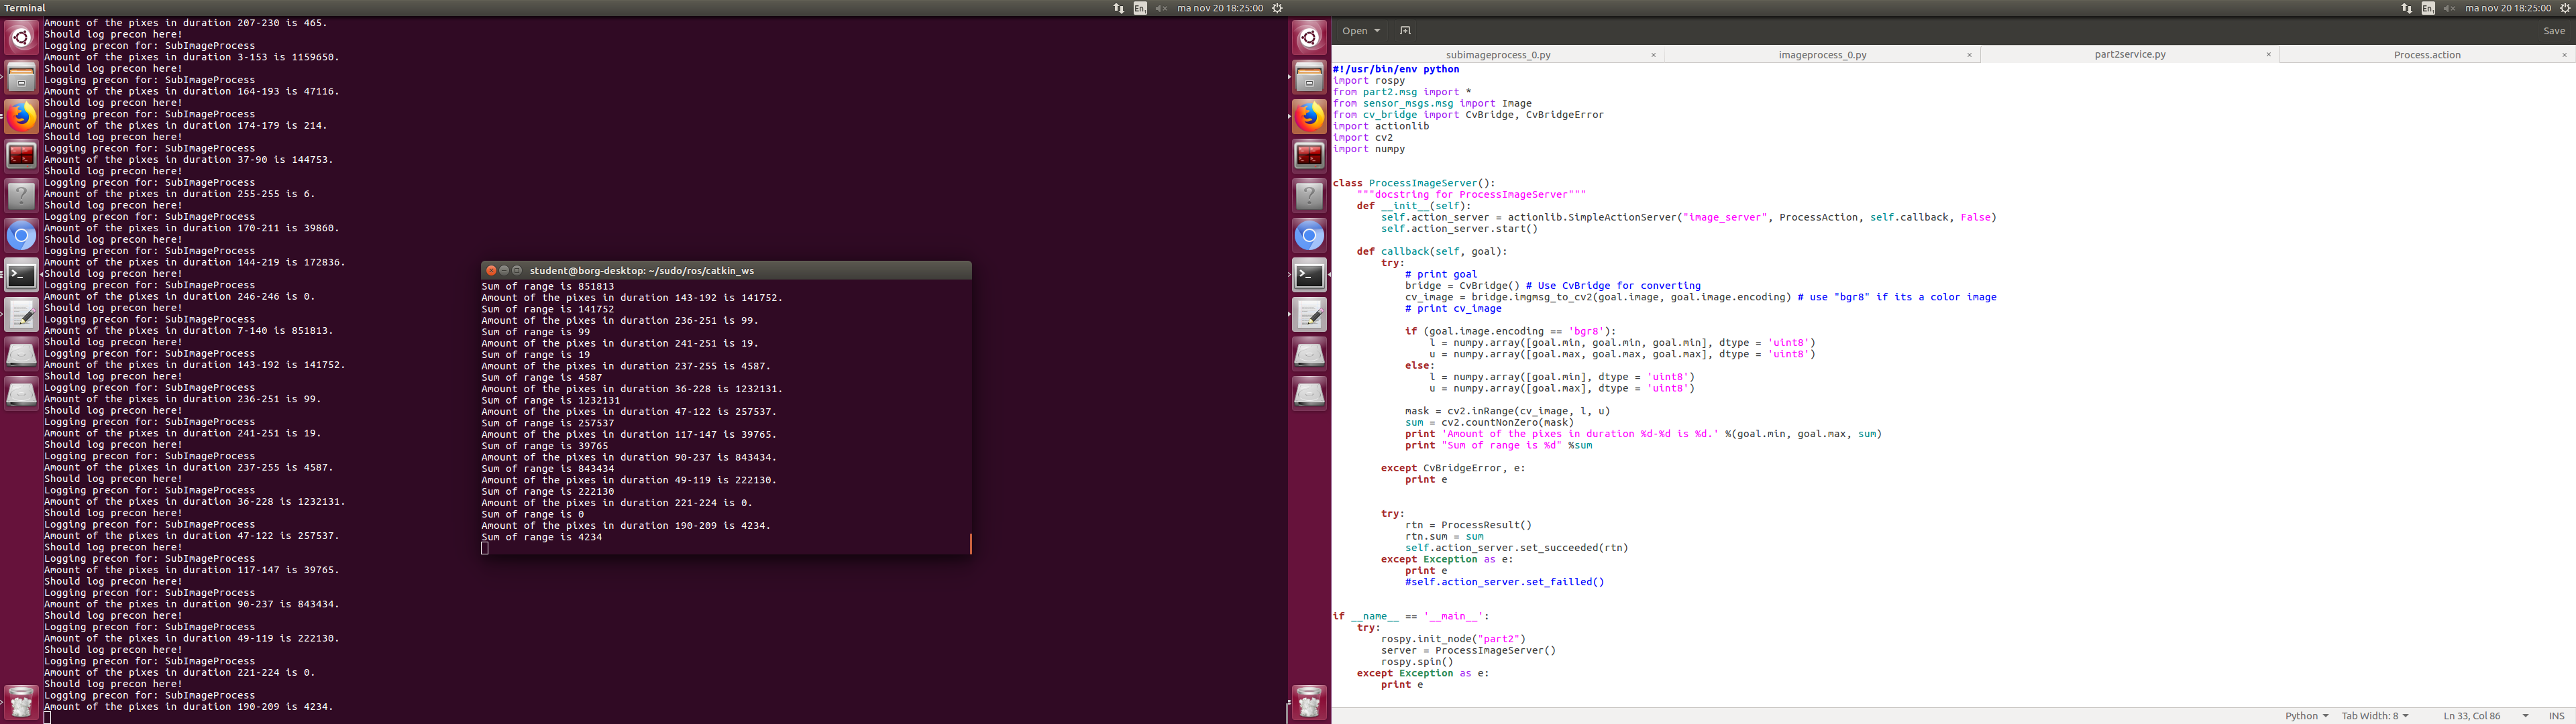 Terminal
En
ma nov 20 18:25:00
Amount of the pixes in duration 207-230 is 465.
Should log precon here!
Logging precon for: SubImageProcess
Amount of the pixes in duration 3-153 is 1159650.
Should log precon here!
Logging precon for: SubImageProcess
Amount of the pixes in duration 164-193 is 47116.
Should log precon here!
Logging precon for: SubImageProcess
Amount of the pixes in duration 174-179 is 214.
Should log precon here!
Logging precon for: SubImageProcess
Amount of the pixes in duration 37-90 is 144753.
Should log precon here!
Logging precon for: SubImageProcess
Amount of the pixes in duration 255-255 is 6.
Should log precon here!
Logging precon for: SubImageProcess
Amount of the pixes in duration 170-211 is 39860.
Should log precon here!
Logging precon for: SubImageProcess
Amount of the pixes in duration 144-219 is 172836.
Should log precon here!
Logging precon for: SubImageProcess
Amount of the pixes in duration 246-246 is 0.
Should log precon here!
Logging precon for: SubImageProcess
Amount of the pixes in duration 7-140 is 851813.
Should log precon here!
Logging precon for: SubImageProcess
Amount of the pixes in duration 143-192 is 141752.
Should log precon here!
Logging precon for: SubImageProcess
Amount of the pixes in duration 236-251 is 99.
Should log precon here!
Logging precon for: SubImageProcess
Amount of the pixes in duration 241-251 is 19.
Should log precon here!
Logging precon for: SubImageProcess
Amount of the pixes in duration 237-255 is 4587.
Should log precon here!
Logging precon for: SubImageProcess
Amount of the pixes in duration 36-228 is 1232131.
Should log precon here!
Logging precon for: SubImageProcess
Amount of the pixes in duration 47-122 is 257537.
Should log precon here!
Logging precon for: SubImageProcess
Amount of the pixes in duration 117-147 is 39765.
Should log precon here!
Logging precon for: SubImageProcess
Amount of the pixes in duration 90-237 is 843434.
Should log precon here!
Logging precon for: SubImageProcess
Amount of the pixes in duration 49-119 is 222130.
Should log precon here!
Logging precon for: SubImageProcess
Amount of the pixes in duration 221-224 is 0.
Should log precon here!
Logging precon for: SubImageProcess
Amount of the pixes in duration 190-209 is 4234.
student@borg-desktop: ~/sudo/ros/catkin_ws
Sum of range is 851813
Amount of the pixes in duration 143-192 is 141752.
Sum of range is 141752
Amount of the pixes in duration 236-251 is 99.
Sum of range is 99
Amount of the pixes in duration 241-251 is 19.
Sum of range is 19
Amount of the pixes in duration 237-255 is 4587.
Sum of range is 4587
Amount of the pixes in duration 36-228 is 1232131.
Sum of range is 1232131
Amount of the pixes in duration 47-122 is 257537.
Sum of range is 257537
Amount of the pixes in duration 117-147 is 39765.
Sum of range is 39765
Amount of the pixes in duration 90-237 is 843434.
Sum of range is 843434
Amount of the pixes in duration 49-119 is 222130.
Sum of range is 222130
Amount of the pixes in duration 221-224 is 0.
Sum of range is 0
Amount of the pixes in duration 190-209 is 4234.
Sum of range is 4234
En
ma nov 20 18:25:00
Open
Save
subimageprocess_0.py
imageprocess_0.py
part2service.py
Process.action
#!/usr/bin/env python
import rospy
from part2.msg import *
from sensor_msgs.msg import Image
from cv_bridge import CvBridge, CvBridgeError
import actionlib
import cv2
import numpy
class ProcessImageServer():
"""docstring for ProcessImageServer"""
def __init__(self):
self.action_server = actionlib.SimpleActionServer("image_server", ProcessAction, self.callback, False)
self.action_server.start()
def callback(self, goal):
try:
# print goal
bridge = CvBridge() # Use CvBridge for converting
cv_image = bridge.imgmsg_to_cv2(goal.image, goal.image.encoding) # use "bgr8" if its a color image
# print cv_image
if (goal.image.encoding == 'bgr8'):
l = numpy.array([goal.min, goal.min, goal.min], dtype = 'uint8')
u = numpy.array([goal.max, goal.max, goal.max], dtype = 'uint8')
else:
l = numpy.array([goal.min], dtype = 'uint8')
u = numpy.array([goal.max], dtype = 'uint8')
mask = cv2.inRange(cv_image, l, u)
sum = cv2.countNonZero(mask)
print 'Amount of the pixes in duration %d-%d is %d.' %(goal.min, goal.max, sum)
print "Sum of range is %d" %sum
except CvBridgeError, e:
print e
try:
rtn = ProcessResult()
rtn.sum = sum
self.action_server.set_succeeded(rtn)
except Exception as e:
print e
#self.action_server.set_failled()
if __name__ == '__main__':
try:
rospy.init_node("part2")
server = ProcessImageServer()
rospy.spin()
except Exception as e:
print e
Python
Tab Width: 8
Ln 33, Col 86
INS